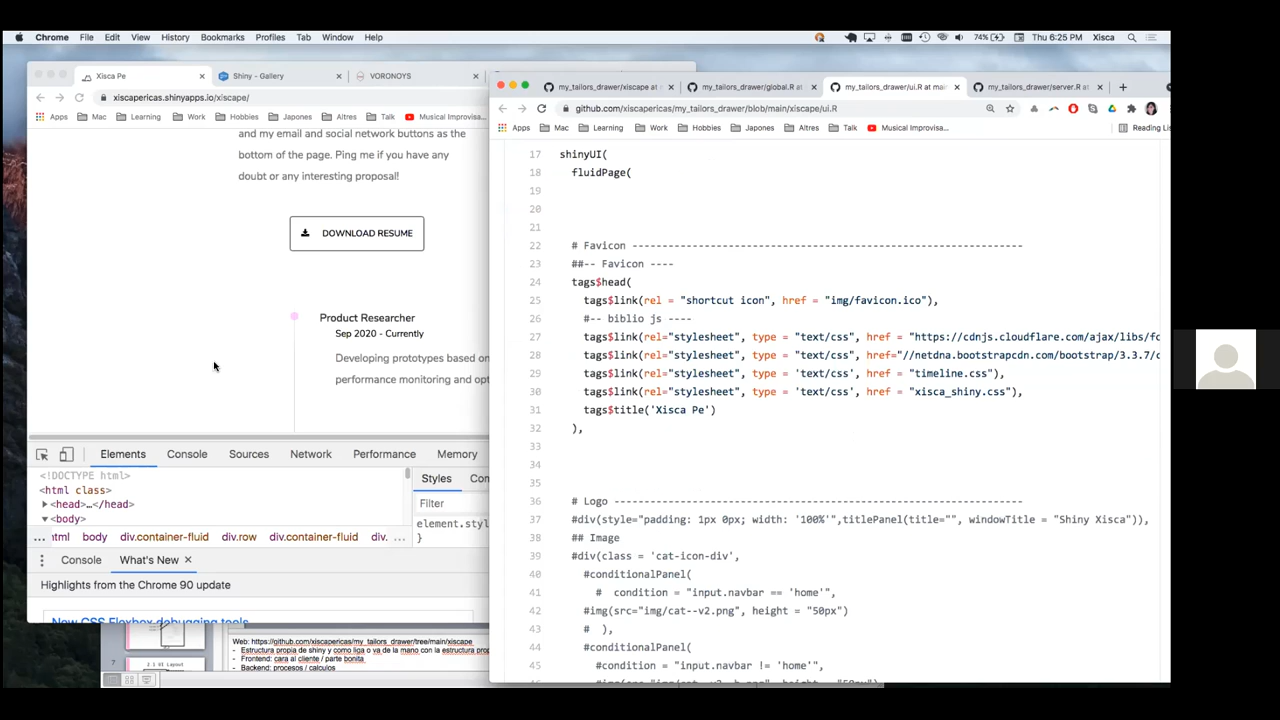 Chrome File Edit View History Bookmarks Profiles Tab Window Help
74% Thu 6:25 PM Xisca
Xisca Pe
Shiny - Gallery
VORONOYS
xiscapericas.shinyapps.io/xiscape/
Apps Mac Learning Work Hobbies Japones Altres Talk Musical Improvisa...
and my email and social network buttons as the
bottom of the page. Ping me if you have any
doubt or any interesting proposal!
DOWNLOAD RESUME
Product Researcher
Sep 2020 - Currently
Developing prototypes based on
performance monitoring and opt
Elements Console Sources Network Performance Memory
<!DOCTYPE html>
<html class>
<head>…</head>
<body>
Styles
Filter
element.sty
}
... html body div.container-fluid div.row div.container-fluid div. ...
Console What's New
Highlights from the Chrome 90 update
New CSS Flexbox debugging tools
7
2.1 UI Layout
Web: https://github.com/xiscapericas/my_tailors_drawer/tree/main/xiscape
- Estructura propia de shiny y como liga o va de la mano con la estructura prop
- Frontend: cara al cliente / parte bonita
- Backend: procesos / calculos
my_tailors_drawer/xiscape at
my_tailors_drawer/global.R at
my_tailors_drawer/ui.R at mai
my_tailors_drawer/server.R at
github.com/xiscapericas/my_tailors_drawer/blob/main/xiscape/ui.R
Apps Mac Learning Work Hobbies Japones Altres Talk Musical Improvisa... Reading List
17 shinyUI(
18 fluidPage(
19
20
21
22 # Favicon -----------------------------------------------------------------
23 ##-- Favicon ----
24 tags$head(
25 tags$link(rel = "shortcut icon", href = "img/favicon.ico"),
26 #-- biblio js ----
27 tags$link(rel="stylesheet", type = "text/css", href = "https://cdnjs.cloudflare.com/ajax/libs/fo
28 tags$link(rel="stylesheet", type = "text/css", href="//netdna.bootstrapcdn.com/bootstrap/3.3.7/c
29 tags$link(rel="stylesheet", type = 'text/css', href = "timeline.css"),
30 tags$link(rel="stylesheet", type = 'text/css', href = "xisca_shiny.css"),
31 tags$title('Xisca Pe')
32 ),
33
34
35
36 # Logo --------------------------------------------------------------------
37 #div(style="padding: 1px 0px; width: '100%'",titlePanel(title="", windowTitle = "Shiny Xisca")),
38 ## Image
39 #div(class = 'cat-icon-div',
40 #conditionalPanel(
41 # condition = "input.navbar == 'home'",
42 #img(src="img/cat--v2.png", height = "50px")
43 # ),
44 #conditionalPanel(
45 #condition = "input.navbar != 'home'",